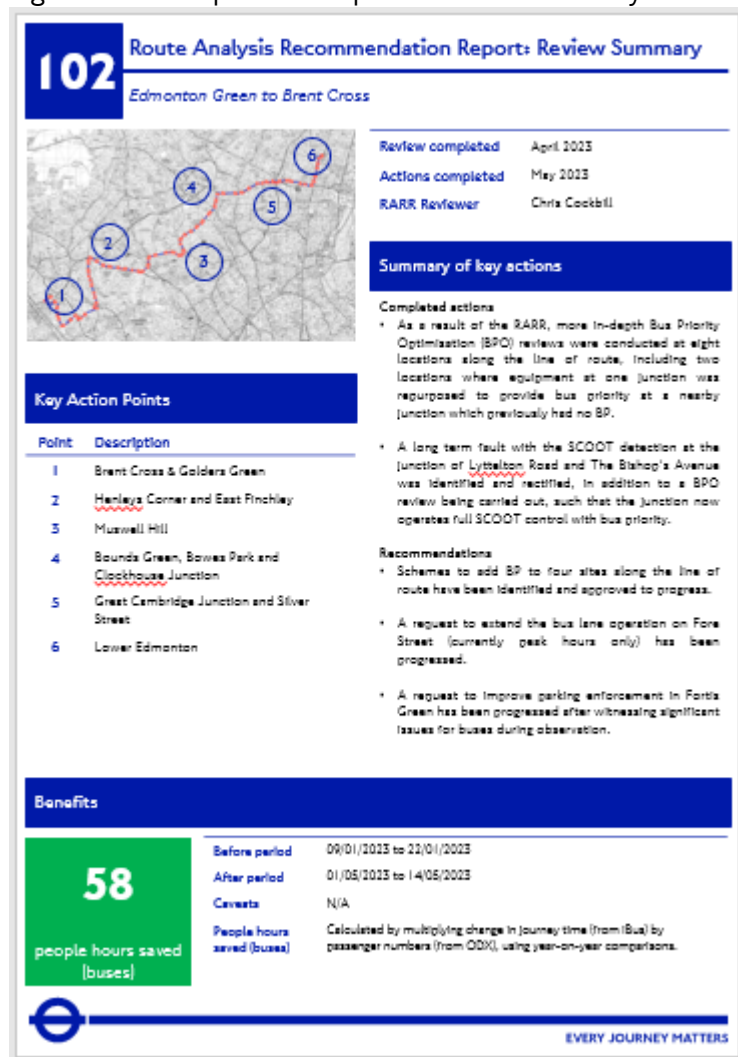 102
Route Analysis Recommendation Report: Review Summary
Edmonton Green to Brent Cross
1
2
3
4
5
6
Review completed April 2023
Actions completed May 2023
RARR Reviewer Chris Cockbill
Key Action Points
Point Description
1 Brent Cross & Golders Green
2 Henleys Corner and East Finchley
3 Muswell Hill
4 Bounds Green, Bowes Park and
Clockhouse Junction
5 Great Cambridge Junction and Silver
Street
6 Lower Edmonton
Summary of key actions
Completed actions
• As a result of the RARR, more in-depth Bus Priority
Optimisation (BPO) reviews were conducted at eight
locations along the line of route, including two
locations where equipment at one junction was
repurposed to provide bus priority at a nearby
junction which previously had no BP.
• A long term fault with the SCOOT detection at the
junction of Lyttelton Road and The Bishop's Avenue
was identified and rectified, in addition to a BPO
review being carried out, such that the junction now
operates full SCOOT control with bus priority.
Recommendations
• Schemes to add BP to four sites along the line of
route have been identified and approved to progress.
• A request to extend the bus lane operation on Fore
Street (currently peak hours only) has been
progressed.
• A request to improve parking enforcement in Fortis
Green has been progressed after witnessing significant
issues for buses during observation.
Benefits
58
people hours saved
(buses)
Before period 09/01/2023 to 22/01/2023
After period 01/05/2023 to 14/05/2023
Caveats N/A
People hours Calculated by multiplying change in journey time (from iBus) by
saved (buses) passenger numbers (from ODX), using year-on-year comparisons.
EVERY JOURNEY MATTERS